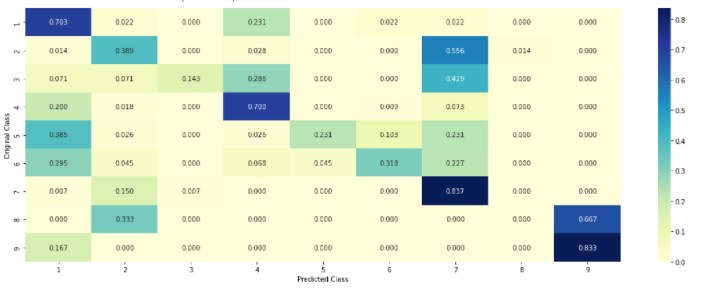 1 0.703 0.022 0.000 0.231 0.000 0.022 0.022 0.000 0.000
2 0.014 0.389 0.000 0.028 0.000 0.000 0.556 0.014 0.000
3 0.071 0.071 0.143 0.286 0.000 0.000 0.429 0.000 0.000
4 0.200 0.018 0.000 0.700 0.000 0.009 0.073 0.000 0.000
5 0.385 0.026 0.000 0.026 0.231 0.103 0.231 0.000 0.000
6 0.295 0.045 0.000 0.068 0.045 0.318 0.227 0.000 0.000
7 0.007 0.150 0.007 0.000 0.000 0.000 0.837 0.000 0.000
8 0.000 0.333 0.000 0.000 0.000 0.000 0.000 0.000 0.667
9 0.167 0.000 0.000 0.000 0.000 0.000 0.000 0.000 0.833
1 2 3 4 5 6 7 8 9
Original Class
Predicted Class
0.8
0.7
0.6
0.5
0.4
0.3
0.2
0.1
0.0